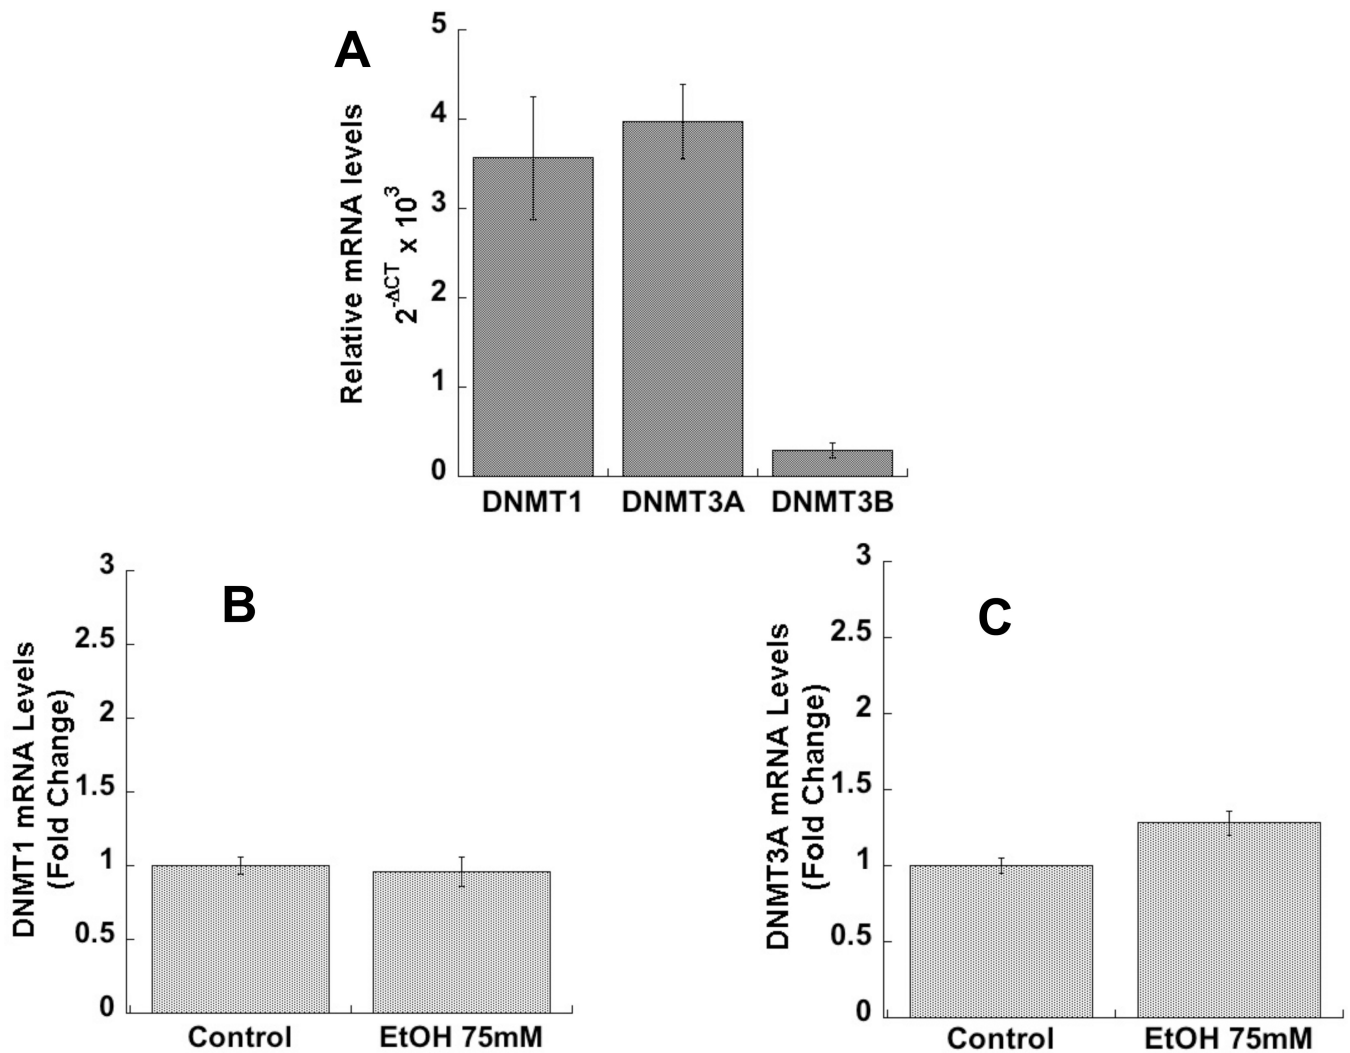 A
5
4
3
2
1
0
Relative mRNA levels
2^-ΔCT x 10^3
DNMT1 DNMT3A DNMT3B
B
3
2.5
2
1.5
1
0.5
0
DNMT1 mRNA Levels
(Fold Change)
Control EtOH 75mM
C
3
2.5
2
1.5
1
0.5
0
DNMT3A mRNA Levels
(Fold Change)
Control EtOH 75mM